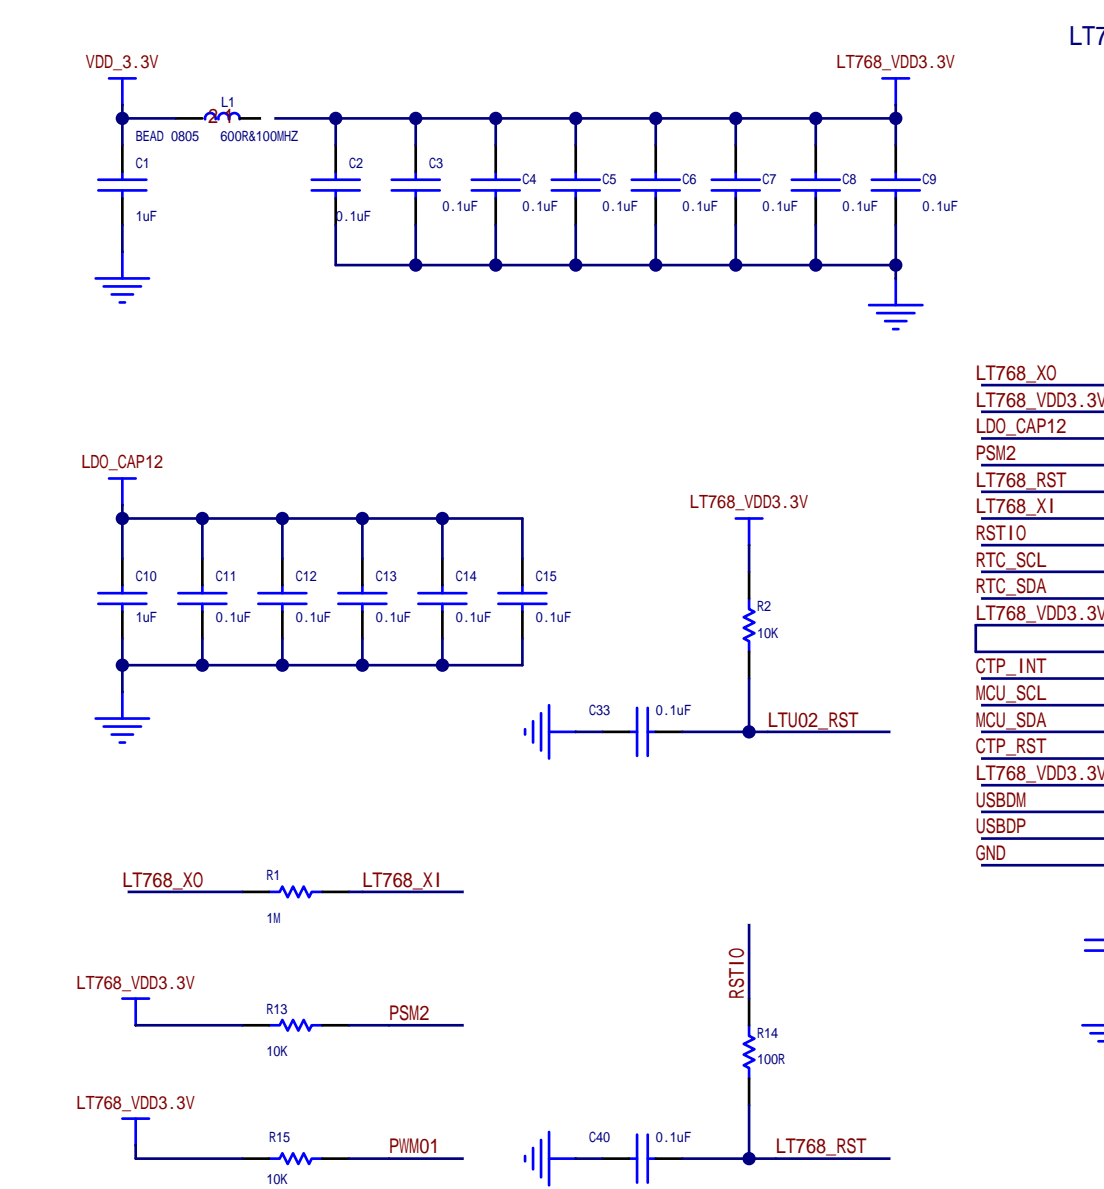 LT7
VDD_3.3V
LT768_VDD3.3V
L1
2 1
BEAD 0805 600R&100MHZ
C1
1uF
C2
0.1uF
C3
0.1uF
C4
0.1uF
C5
0.1uF
C6
0.1uF
C7
0.1uF
C8
0.1uF
C9
0.1uF
LT768_XO
LT768_VDD3.3V
LDO_CAP12
PSM2
LT768_RST
LT768_XI
RSTIO
RTC_SCL
RTC_SDA
LT768_VDD3.3V
CTP_INT
MCU_SCL
MCU_SDA
CTP_RST
LT768_VDD3.3V
USBDM
USBDP
GND
LDO_CAP12
C10
1uF
C11
0.1uF
C12
0.1uF
C13
0.1uF
C14
0.1uF
C15
0.1uF
LT768_VDD3.3V
R2
10K
C33
0.1uF
LTU02_RST
LT768_XO
R1
1M
LT768_XI
LT768_VDD3.3V
R13
10K
PSM2
LT768_VDD3.3V
R15
10K
PWM01
RSTIO
R14
100R
C40
0.1uF
LT768_RST